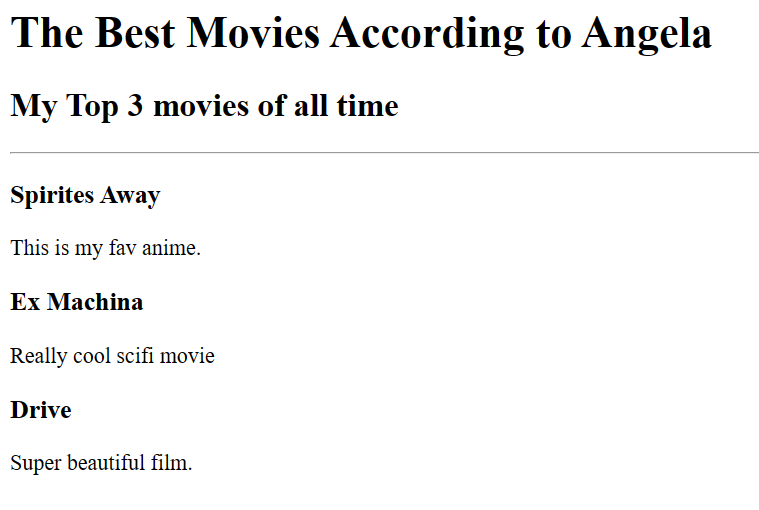 The Best Movies According to Angela
My Top 3 movies of all time
Spirites Away
This is my fav anime.
Ex Machina
Really cool scifi movie
Drive
Super beautiful film.